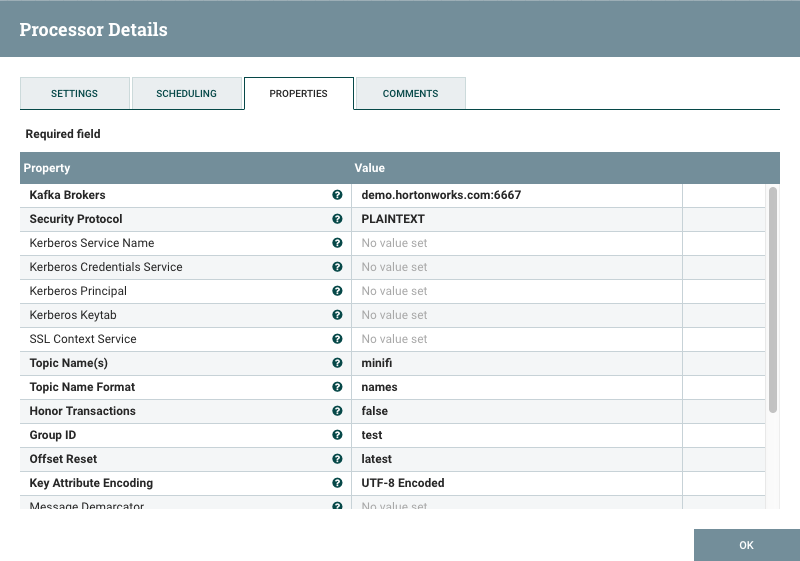 Processor Details
SETTINGS SCHEDULING PROPERTIES COMMENTS
Required field
Property Value
Kafka Brokers demo.hortonworks.com:6667
Security Protocol PLAINTEXT
Kerberos Service Name No value set
Kerberos Credentials Service No value set
Kerberos Principal No value set
Kerberos Keytab No value set
SSL Context Service No value set
Topic Name(s) minifi
Topic Name Format names
Honor Transactions false
Group ID test
Offset Reset latest
Key Attribute Encoding UTF-8 Encoded
Message Demarcator No value set
OK